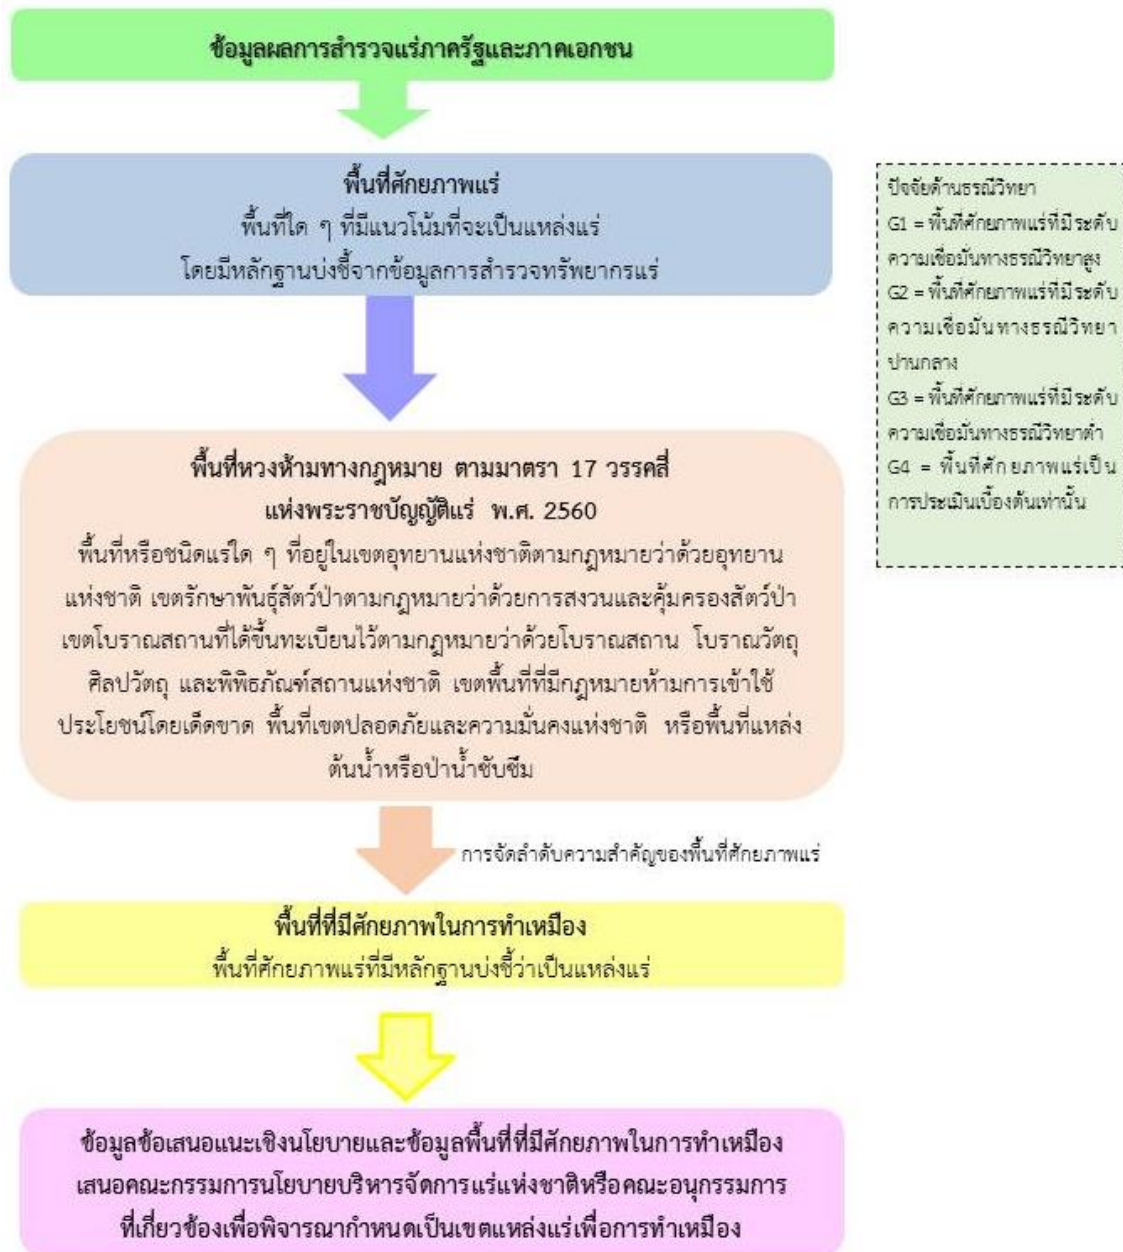 ข้อมูลผลการสำรวจแร่ภาครัฐและภาคเอกชน
พื้นที่ศักยภาพแร่
พื้นที่ใด ๆ ที่มีแนวโน้มที่จะเป็นแหล่งแร่
โดยมีหลักฐานบ่งชี้จากข้อมูลการสำรวจทรัพยากรแร่
ปัจจัยด้านธรณีวิทยา
G1 = พื้นที่ศักยภาพแร่ที่มีระดับ
ความเชื่อมั่นทางธรณีวิทยาสูง
G2 = พื้นที่ศักยภาพแร่ที่มีระดับ
ความเชื่อมั่นทางธรณีวิทยา
ปานกลาง
G3 = พื้นที่ศักยภาพแร่ที่มีระดับ
ความเชื่อมั่นทางธรณีวิทยาต่ำ
G4 = พื้นที่ศักยภาพแร่เป็น
การประเมินเบื้องต้นเท่านั้น
พื้นที่หวงห้ามทางกฎหมาย ตามมาตรา 17 วรรคสี่
แห่งพระราชบัญญัติแร่ พ.ศ. 2560
พื้นที่หรือชนิดแร่ใด ๆ ที่อยู่ในเขตอุทยานแห่งชาติตามกฎหมายว่าด้วยอุทยาน
แห่งชาติ เขตรักษาพันธุ์สัตว์ป่าตามกฎหมายว่าด้วยการสงวนและคุ้มครองสัตว์ป่า
เขตโบราณสถานที่ได้ขึ้นทะเบียนไว้ตามกฎหมายว่าด้วยโบราณสถาน โบราณวัตถุ
ศิลปวัตถุ และพิพิธภัณฑ์สถานแห่งชาติ เขตพื้นที่ที่มีกฎหมายห้ามการเข้าใช้
ประโยชน์โดยเด็ดขาด พื้นที่เขตปลอดภัยและความมั่นคงแห่งชาติ หรือพื้นที่แหล่ง
ต้นน้ำหรือป่าน้ำซับซึม
การจัดลำดับความสำคัญของพื้นที่ศักยภาพแร่
พื้นที่ที่มีศักยภาพในการทำเหมือง
พื้นที่ศักยภาพแร่ที่มีหลักฐานบ่งชี้ว่าเป็นแหล่งแร่
ข้อมูลข้อเสนอแนะเชิงนโยบายและข้อมูลพื้นที่ที่มีศักยภาพในการทำเหมือง
เสนอคณะกรรมการนโยบายบริหารจัดการแร่แห่งชาติหรือคณะอนุกรรมการ
ที่เกี่ยวข้องเพื่อพิจารณากำหนดเป็นเขตแหล่งแร่เพื่อการทำเหมือง